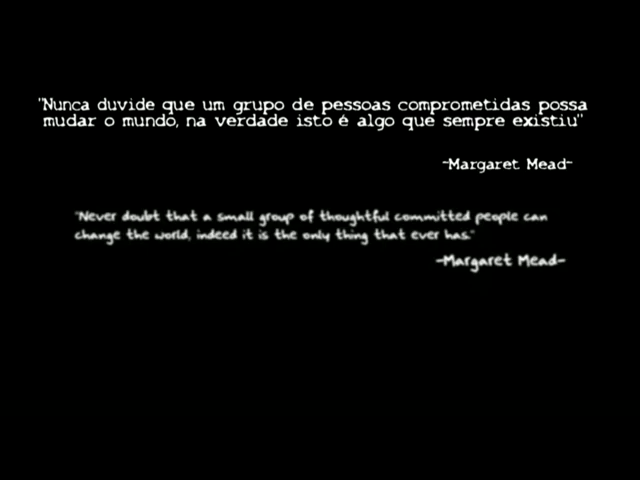 "Nunca duvide que um grupo de pessoas comprometidas possa
mudar o mundo, na verdade isto é algo que sempre existiu"
-Margaret Mead-
"Never doubt that a small group of thoughtful committed people can
change the world, indeed it is the only thing that ever has."
-Margaret Mead-